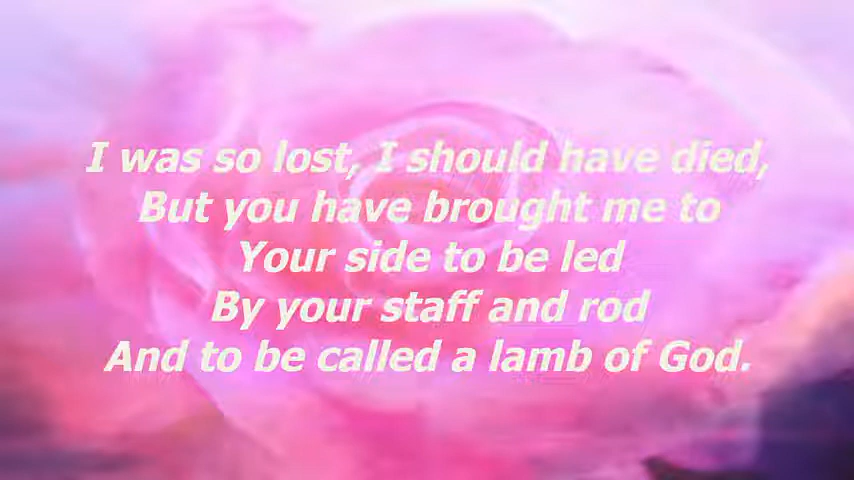 I was so lost, I should have died,
But you have brought me to
Your side to be led
By your staff and rod
And to be called a lamb of God.